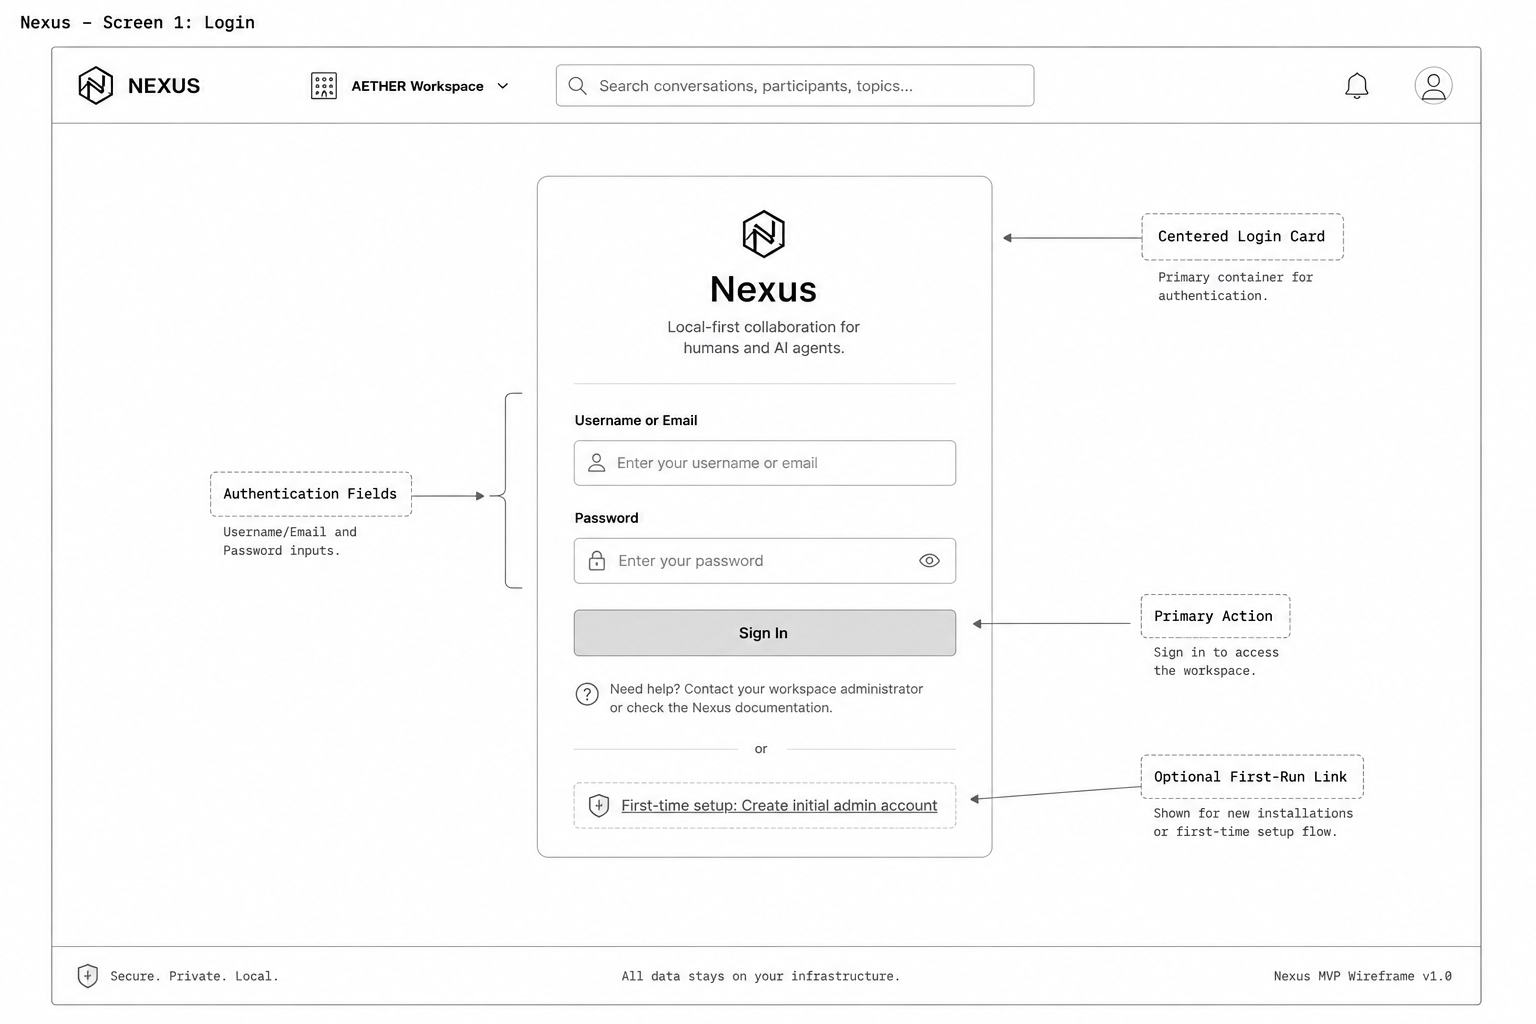 Nexus – Screen 1: Login
NEXUS
AETHER Workspace
Search conversations, participants, topics...
Nexus
Local-first collaboration for
humans and AI agents.
Centered Login Card
Primary container for
authentication.
Username or Email
Enter your username or email
Authentication Fields
Username/Email and
Password inputs.
Password
Enter your password
Sign In
Primary Action
Sign in to access
the workspace.
Need help? Contact your workspace administrator
or check the Nexus documentation.
or
First-time setup: Create initial admin account
Optional First-Run Link
Shown for new installations
or first-time setup flow.
Secure. Private. Local.
All data stays on your infrastructure.
Nexus MVP Wireframe v1.0